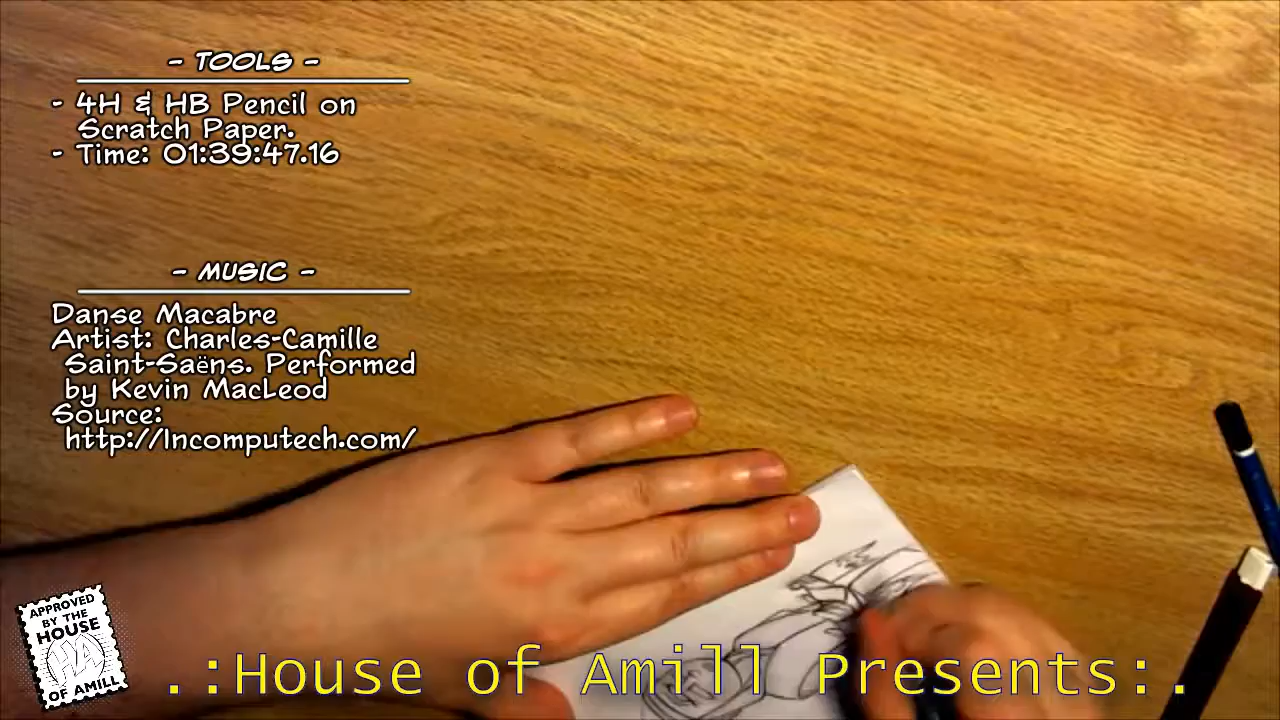 - TOOLS -
- 4H & HB Pencil on
Scratch Paper.
- Time: 01:39:47.16
- MUSIC -
Danse Macabre
Artist: Charles-Camille
Saint-Saëns. Performed
by Kevin MacLeod
Source:
http://Incomputech.com/
APPROVED
BY THE
HOUSE
OF AMILL
.:House of Amill Presents:.